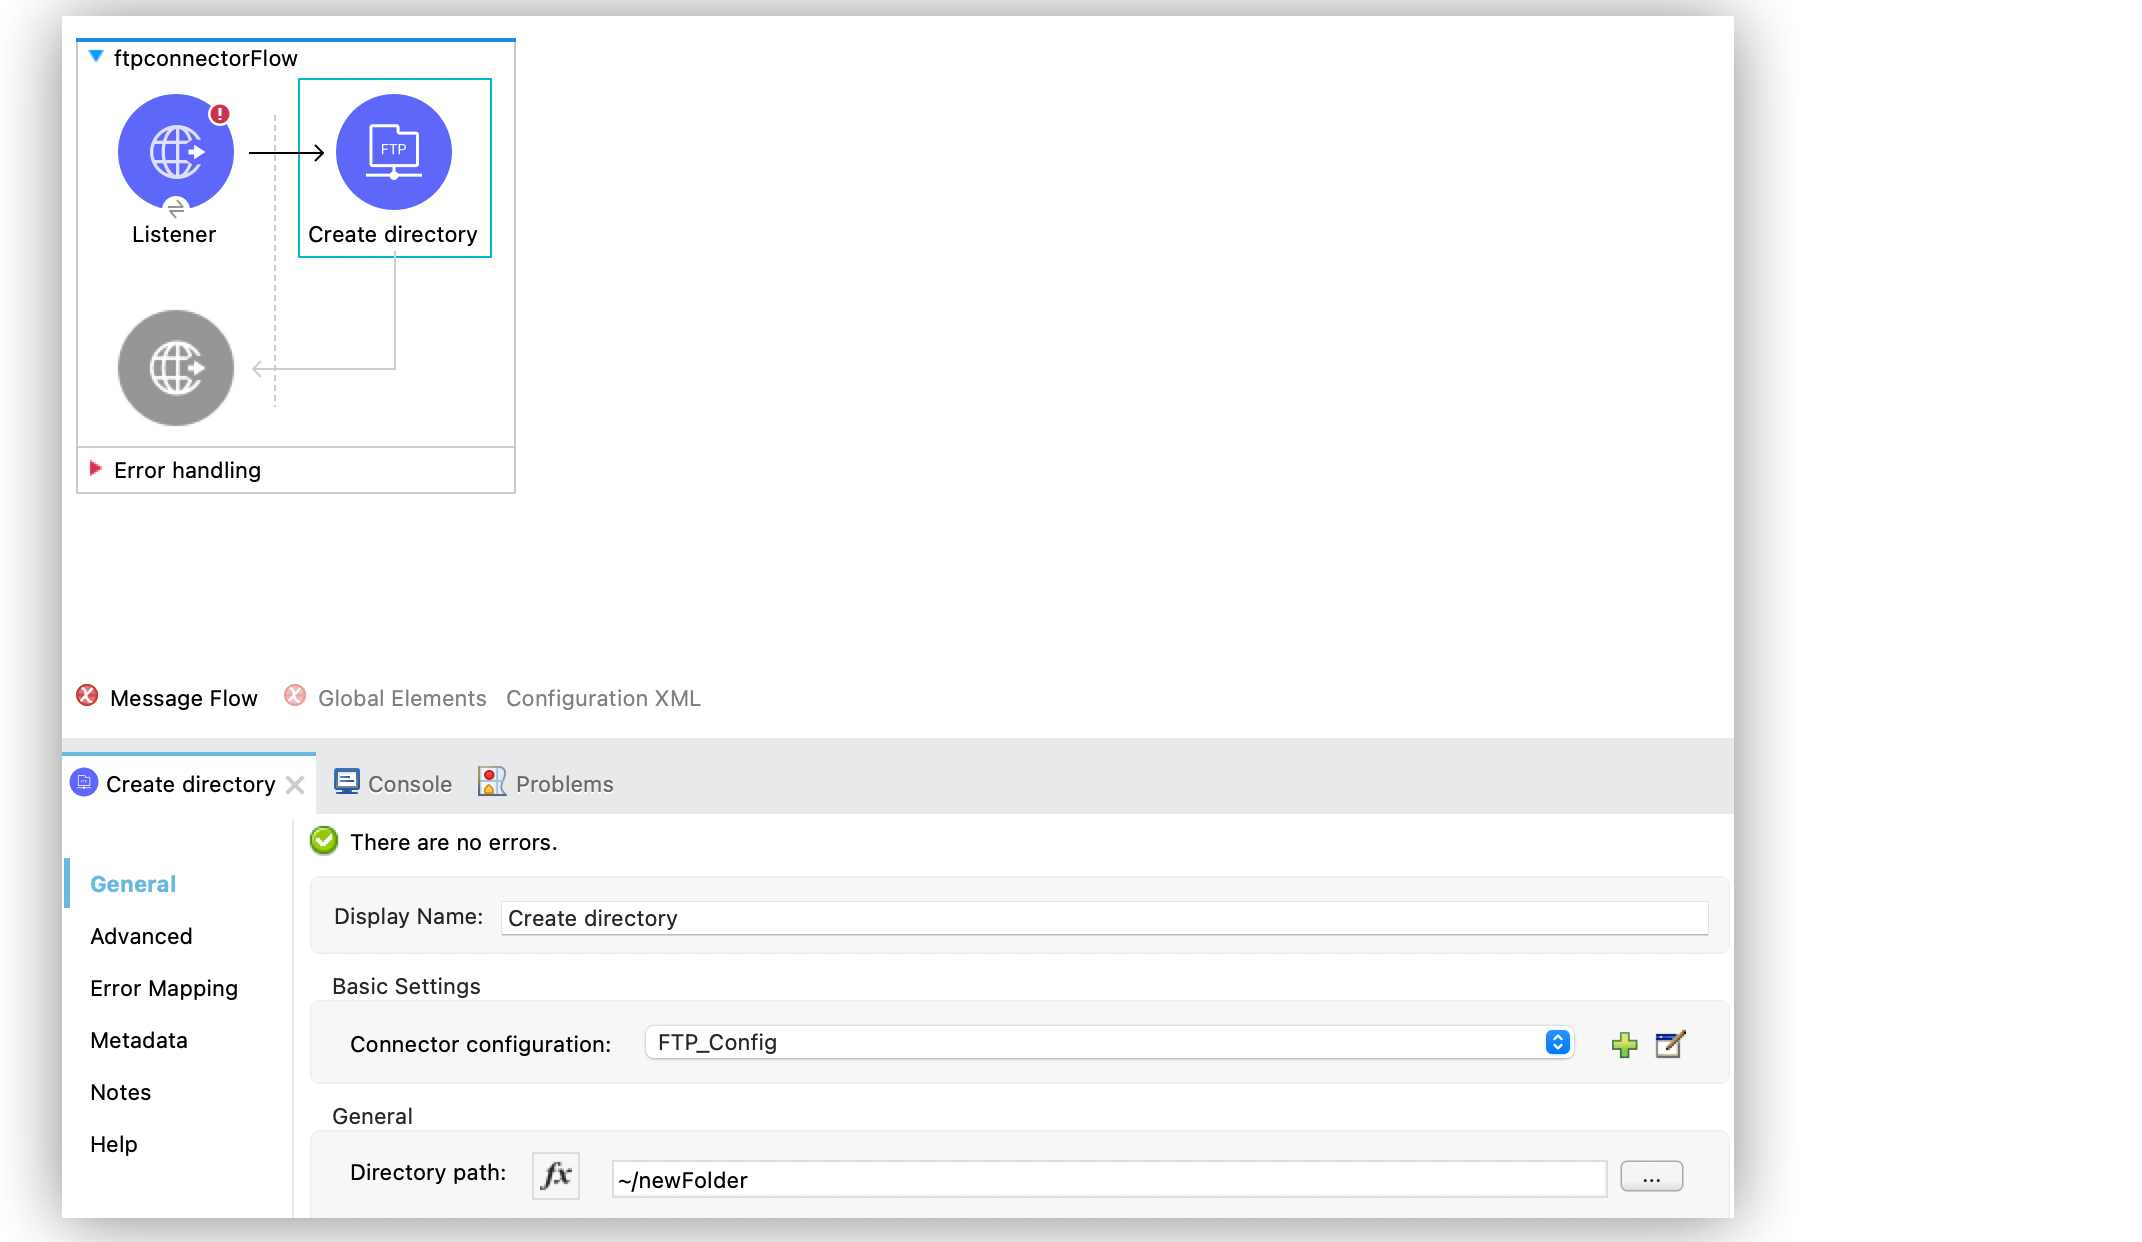 ftpconnectorFlow
FTP
Listener
Create directory
Error handling
Message Flow
Global Elements
Configuration XML
Create directory
Console
Problems
There are no errors.
General
Advanced
Error Mapping
Metadata
Notes
Help
Display Name:
Create directory
Basic Settings
Connector configuration:
FTP_Config
General
Directory path:
fx
~/newFolder
...